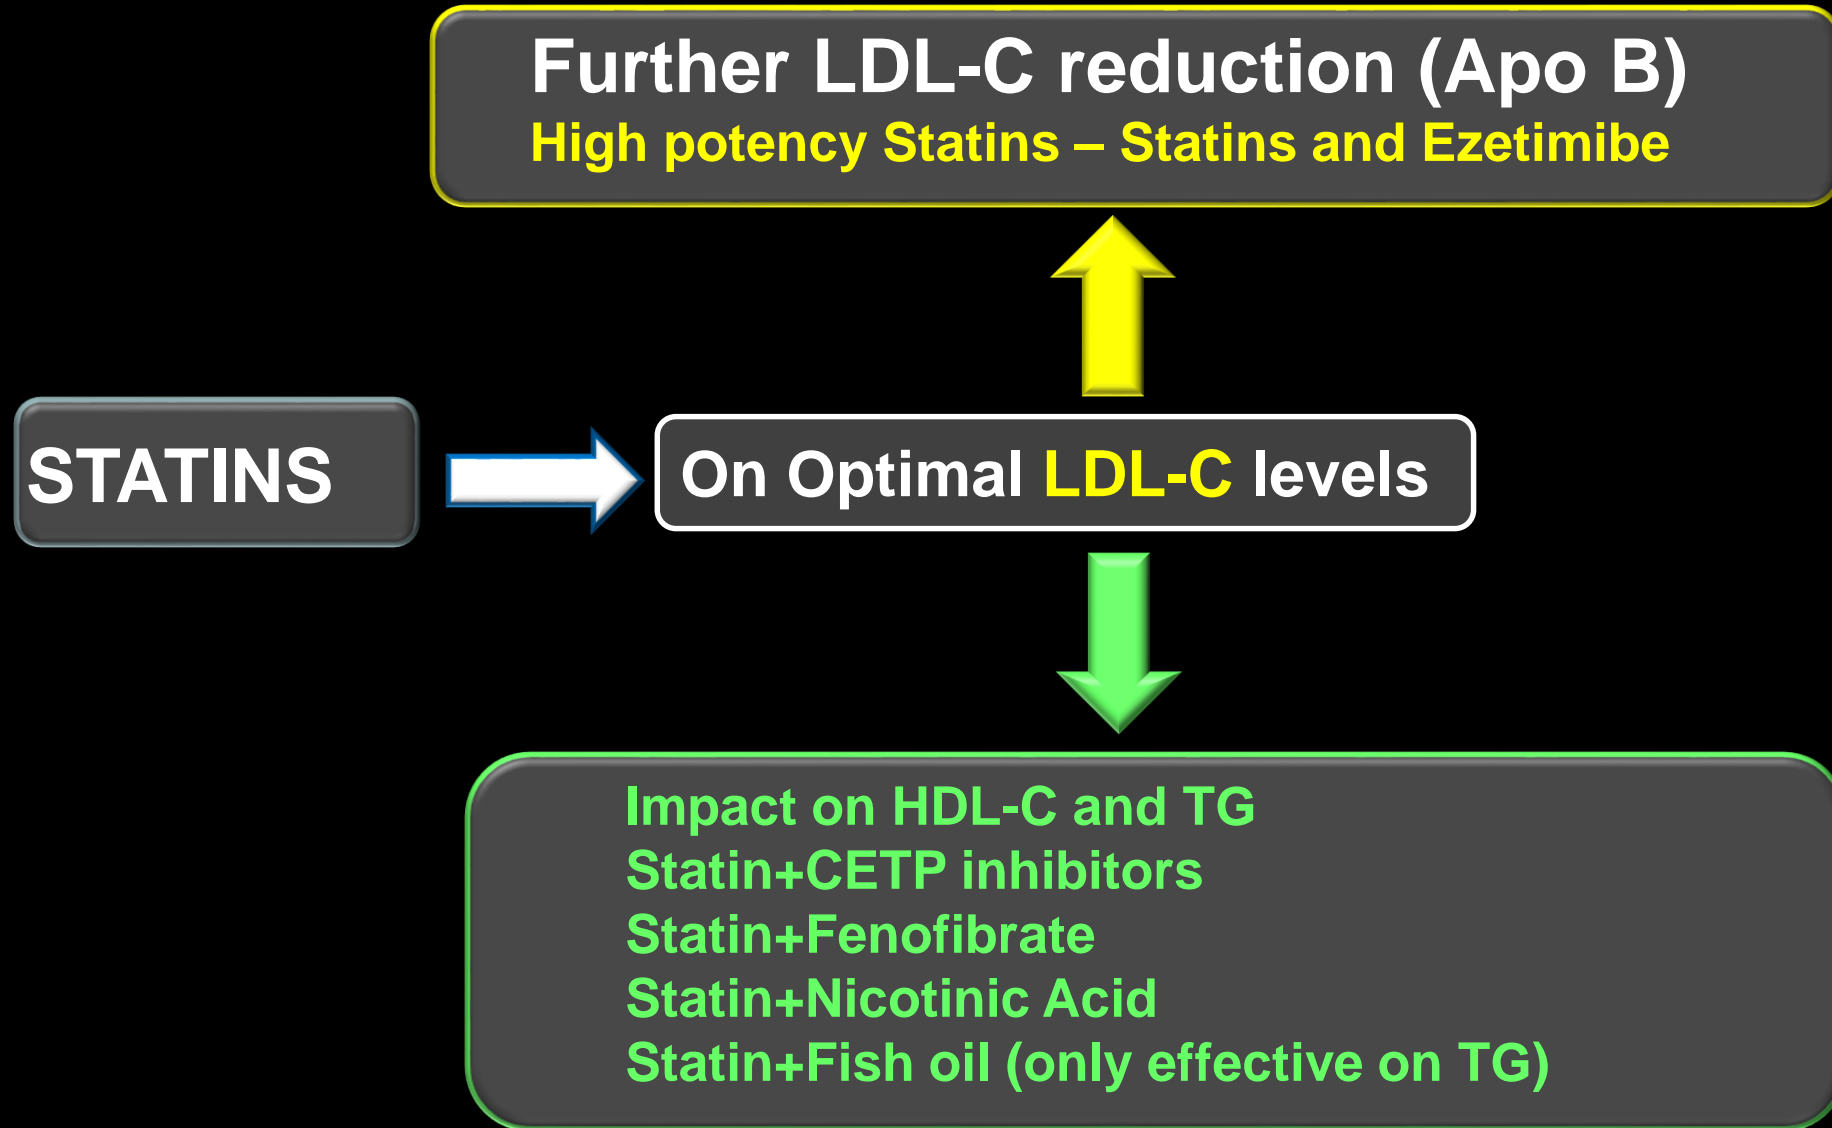 Further LDL-C reduction (Apo B)
High potency Statins – Statins and Ezetimibe
STATINS
On Optimal LDL-C levels
Impact on HDL-C and TG
Statin+CETP inhibitors
Statin+Fenofibrate
Statin+Nicotinic Acid
Statin+Fish oil (only effective on TG)